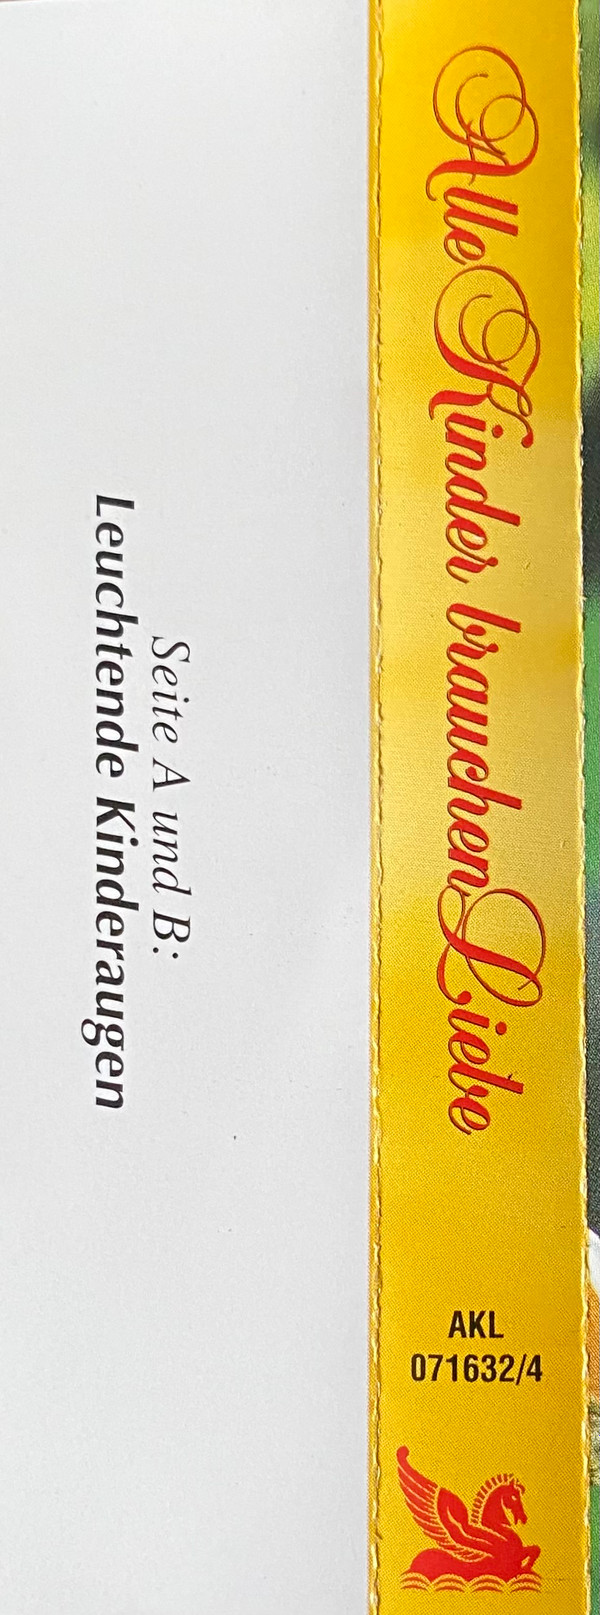 Alle Kinder brauchen Liebe
AKL
071632/4
Seite A und B:
Leuchtende Kinderaugen